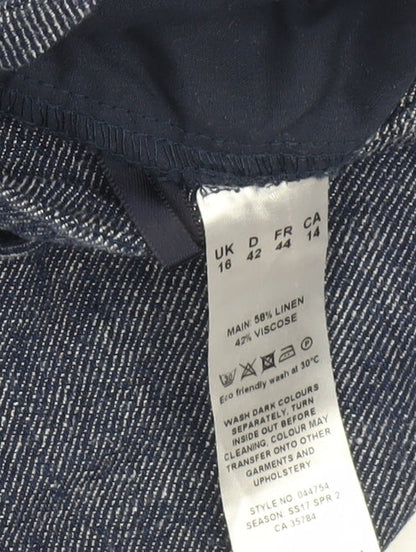 UK D FR CA
16 42 44 14
MAIN 58% LINEN
42% VISCOSE
Eco friendly wash at 30°C
WASH DARK COLOURS
SEPARATELY, TURN
INSIDE OUT BEFORE
CLEANING. COLOUR MAY
TRANSFER ONTO OTHER
GARMENTS AND
UPHOLSTERY
STYLE NO. 044754
SEASON SS17 SPR 2
CA 35784